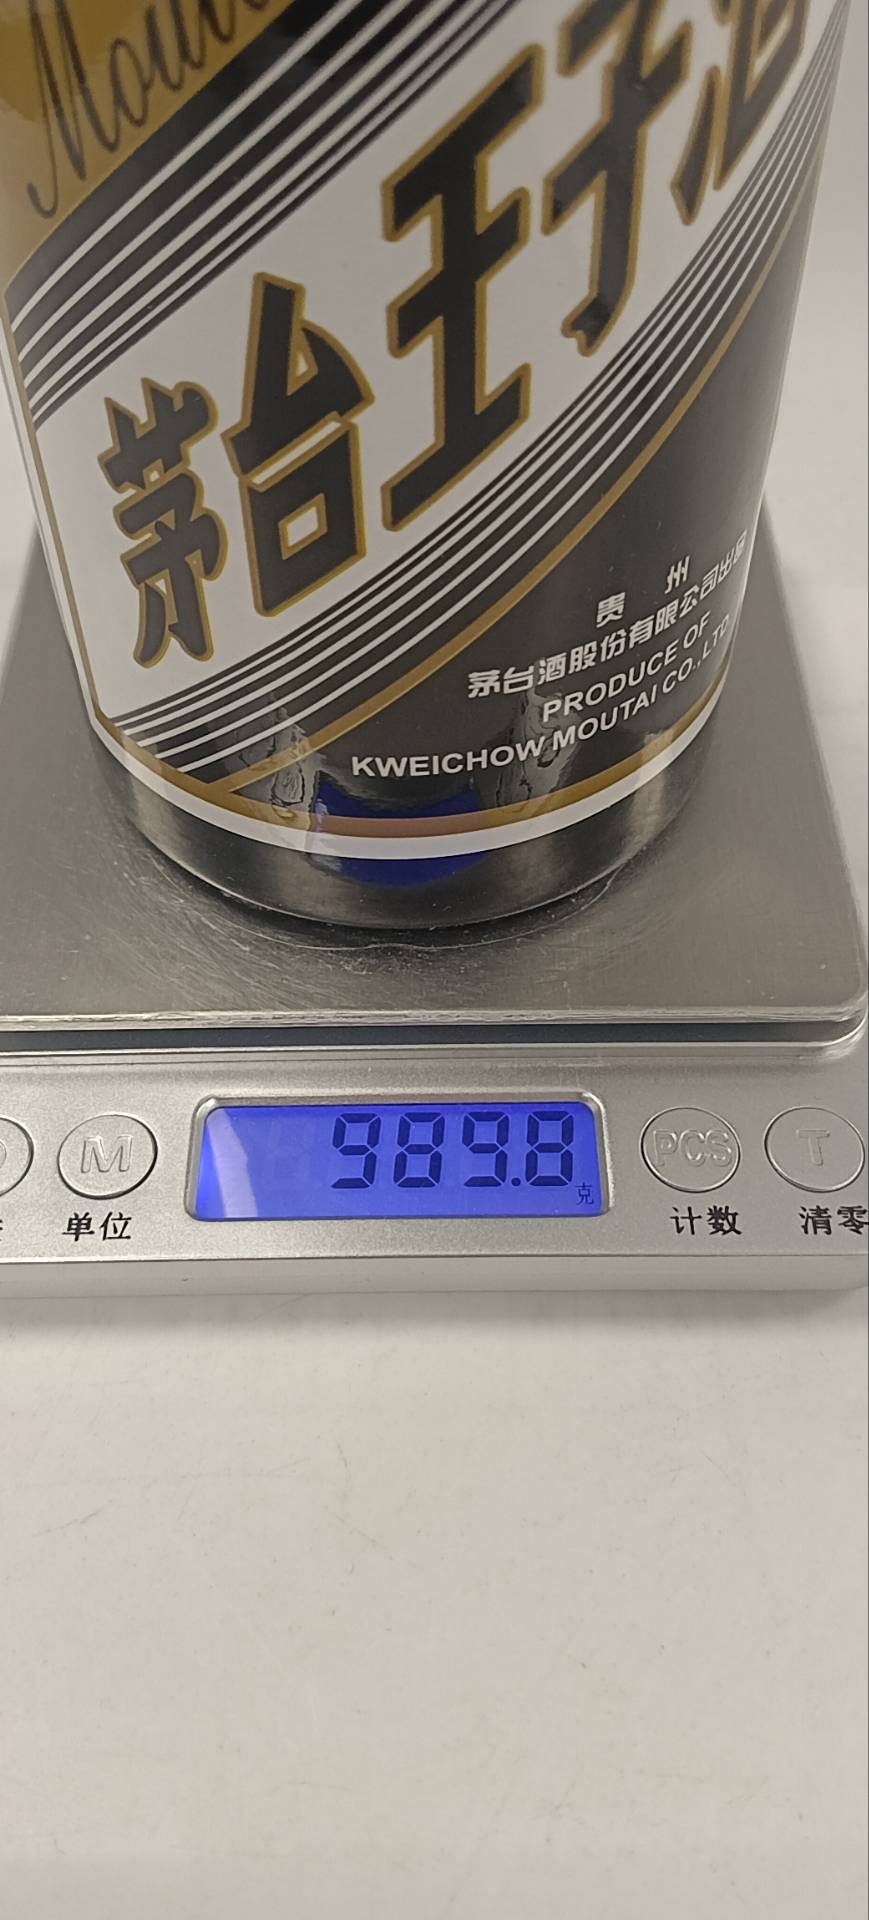 茅台王子酒
贵 州
茅台酒股份有限公司出品
PRODUCE OF
KWEICHOW MOUTAI CO.,LTD.
989.8
克
M
PCS
T
单位
计数
清零